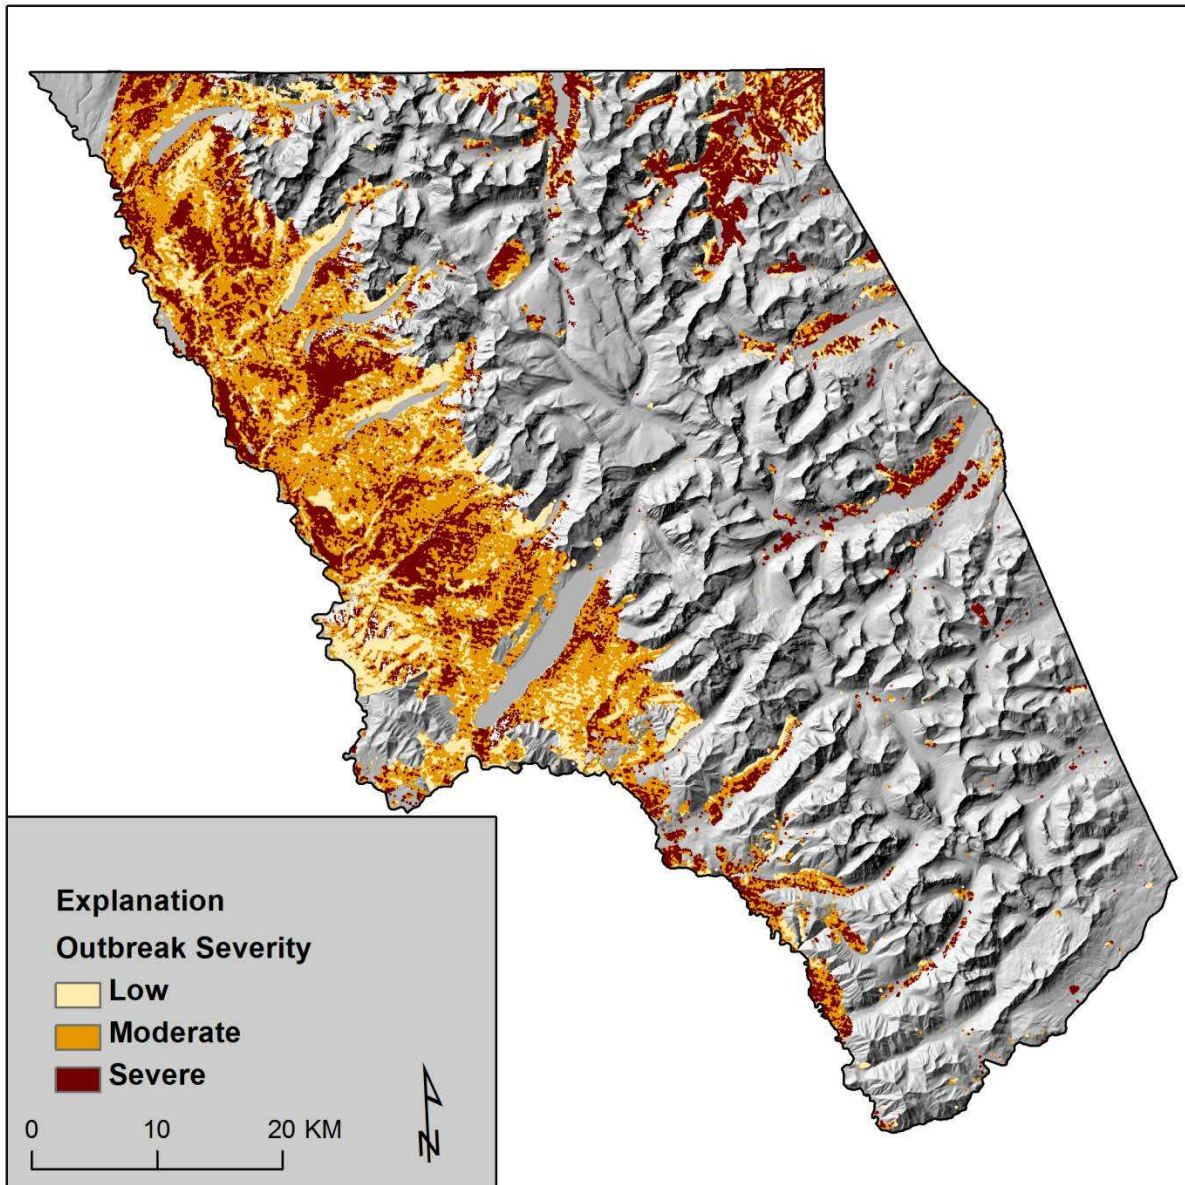 Explanation
Outbreak Severity
Low
Moderate
Severe
0 10 20 KM
N